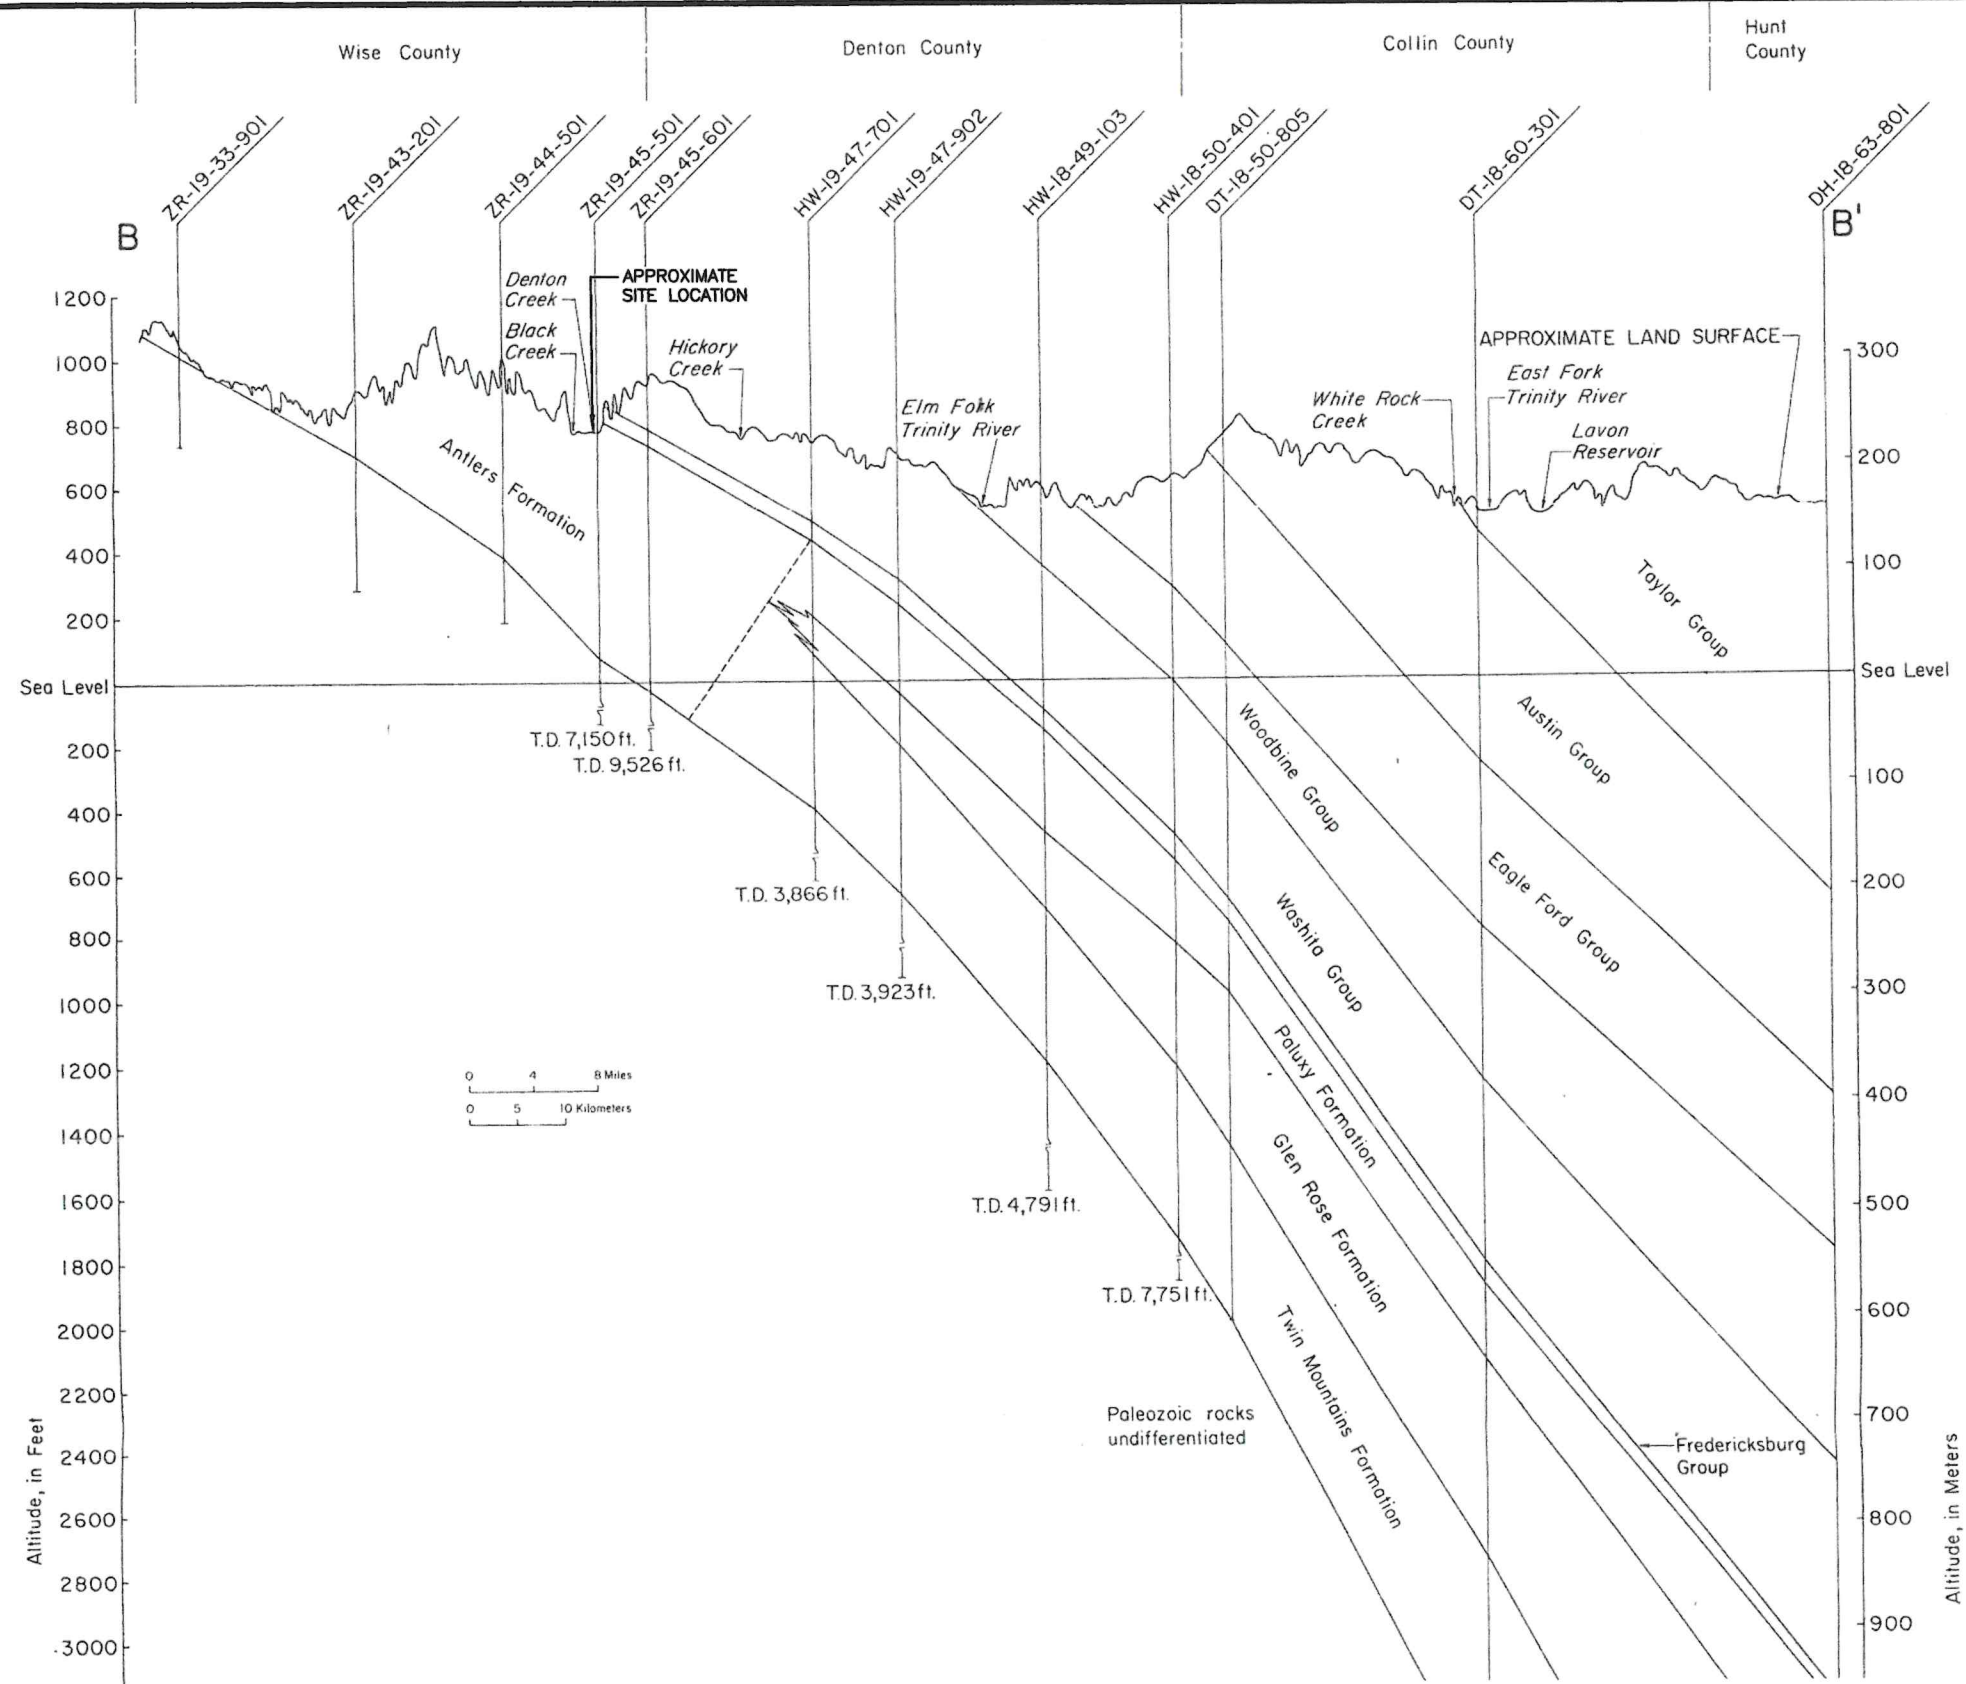 Wise County
Denton County
Collin County
Hunt
County
ZR-19-33-901
ZR-19-43-201
ZR-19-44-501
ZR-19-45-501
ZR-19-45-601
HW-19-47-701
HW-19-47-902
HW-18-49-103
HW-18-50-401
DT-18-50-805
DT-18-60-301
DH-18-63-801
B
B'
Denton
Creek
APPROXIMATE
SITE LOCATION
Black
Creek
Hickory
Creek
Elm Fork
Trinity River
APPROXIMATE LAND SURFACE
White Rock
Creek
East Fork
Trinity River
Lavon
Reservoir
1200
1000
800
600
400
200
Sea Level
200
400
600
800
1000
1200
1400
1600
1800
2000
2200
2400
2600
2800
3000
Altitude, in Feet
300
200
100
Sea Level
100
200
300
400
500
600
700
800
900
Altitude, in Meters
Antlers Formation
Taylor Group
Austin Group
Woodbine Group
Eagle Ford Group
Washita Group
Paluxy Formation
Glen Rose Formation
Twin Mountains Formation
Fredericksburg
Group
Paleozoic rocks
undifferentiated
T.D. 7,150 ft.
T.D. 9,526 ft.
T.D. 3,866 ft.
T.D. 3,923 ft.
T.D. 4,791 ft.
T.D. 7,751 ft.
0 4 8 Miles
0 5 10 Kilometers